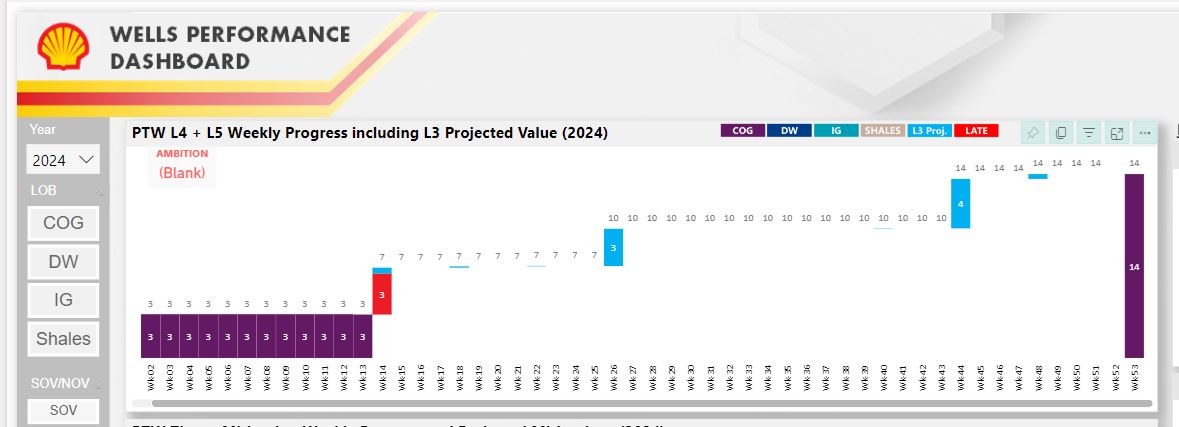 WELLS PERFORMANCE
DASHBOARD
Year
2024
LOB
COG
DW
IG
Shales
SOV/NOV
SOV
PTW L4 + L5 Weekly Progress including L3 Projected Value (2024)
COG DW IG SHALES L3 Proj. LATE
AMBITION
(Blank)
14 14 14 14 14 14 14 14 14
4
10 10 10 10 10 10 10 10 10 10 10 10 10 10 10 10 10 10
3
7 7 7 7 7 7 7 7 7 7 7 7
3
3 3 3 3 3 3 3 3 3 3 3 3
3 3 3 3 3 3 3 3 3 3 3 3
14
Wk-02 Wk-03 Wk-04 Wk-05 Wk-06 Wk-07 Wk-08 Wk-09 Wk-10 Wk-11 Wk-12 Wk-13 Wk-14 Wk-15 Wk-16 Wk-17 Wk-18 Wk-19 Wk-20 Wk-21 Wk-22 Wk-23 Wk-24 Wk-25 Wk-26 Wk-27 Wk-28 Wk-29 Wk-30 Wk-31 Wk-32 Wk-33 Wk-34 Wk-35 Wk-36 Wk-37 Wk-38 Wk-39 Wk-40 Wk-41 Wk-42 Wk-43 Wk-44 Wk-45 Wk-46 Wk-47 Wk-48 Wk-49 Wk-50 Wk-51 Wk-52 Wk-53